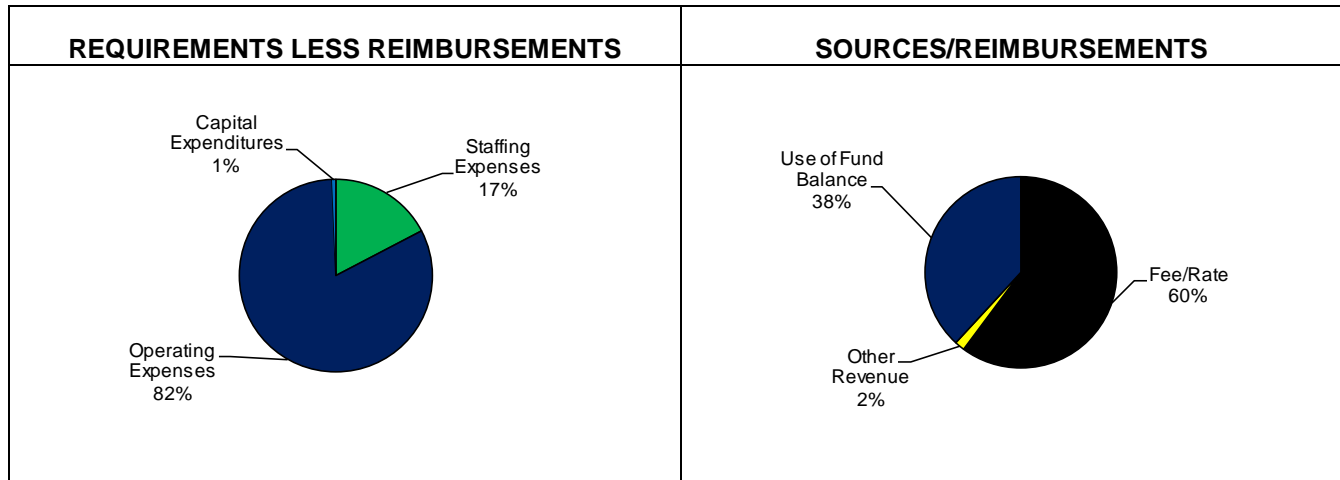 REQUIREMENTS LESS REIMBURSEMENTS
SOURCES/REIMBURSEMENTS
Capital
Expenditures
1%
Staffing
Expenses
17%
Operating
Expenses
82%
Use of Fund
Balance
38%
Fee/Rate
60%
Other
Revenue
2%